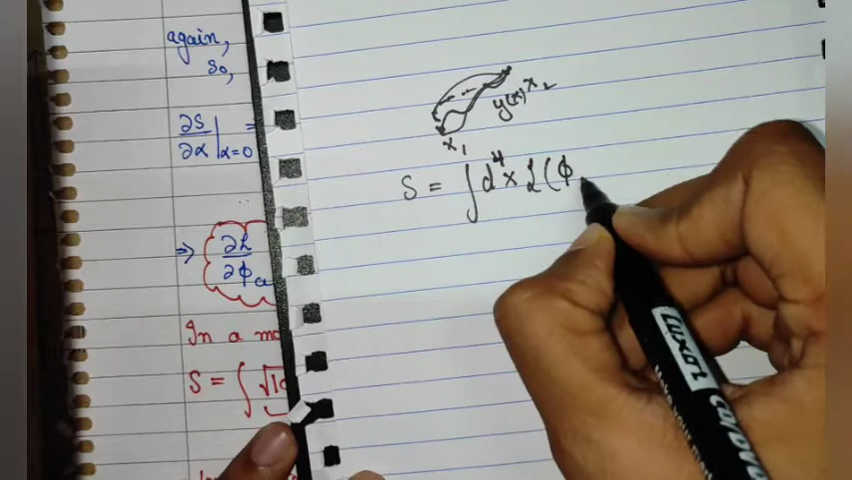 again,
so,
∂S/∂α|α=0 =
⇒ ∂ℒ/∂ϕa
In a mo
S = ∫ √|g
y(x) x₂
x₁
S = ∫ d⁴x ℒ(ϕ
LUXOR